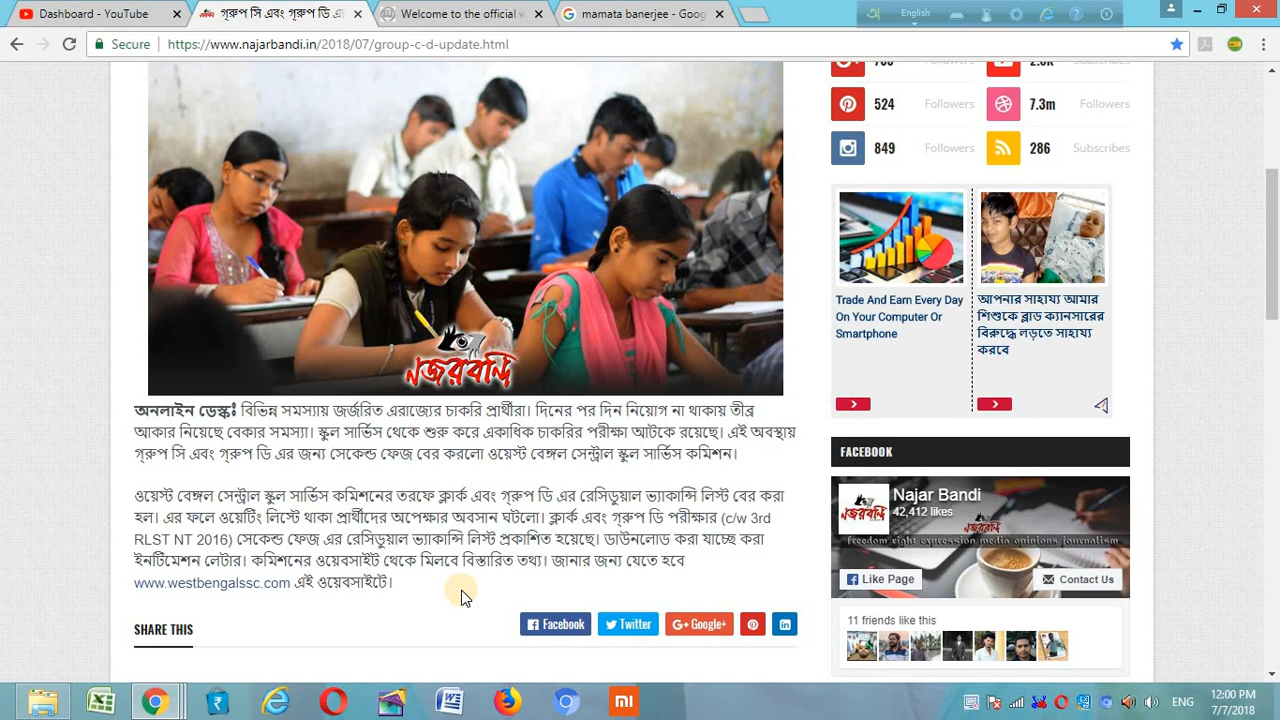 Dashboard - YouTube
গ্রুপ সি এবং গ্রুপ ডি এ
Welcome to the official w
mamata banerjee - Goog
English
Secure
https://www.najarbandi.in/2018/07/group-c-d-update.html
Followers
Subscribes
524 Followers
7.3m Followers
849 Followers
286 Subscribes
নজরবন্দি
Trade And Earn Every Day
On Your Computer Or
Smartphone
আপনার সাহায্য আমার
শিশুকে ব্লাড ক্যানসারের
বিরুদ্ধে লড়তে সাহায্য
করবে
অনলাইন ডেস্কঃ বিভিন্ন সমস্যায় জর্জরিত এরাজ্যের চাকরি প্রার্থীরা। দিনের পর দিন নিয়োগ না থাকায় তীব্র
আকার নিয়েছে বেকার সমস্যা। স্কুল সার্ভিস থেকে শুরু করে একাধিক চাকরির পরীক্ষা আটকে রয়েছে। এই অবস্থায়
গ্রুপ সি এবং গ্রুপ ডি এর জন্য সেকেন্ড ফেজ বের করলো ওয়েস্ট বেঙ্গল সেন্ট্রাল স্কুল সার্ভিস কমিশন।
ওয়েস্ট বেঙ্গল সেন্ট্রাল স্কুল সার্ভিস কমিশনের তরফে ক্লার্ক এবং গ্রুপ ডি এর রেসিডুয়াল ভ্যাকান্সি লিস্ট বের করা
হল। এর ফলে ওয়েটিং লিস্টে থাকা প্রার্থীদের অপেক্ষার অবসান ঘটলো। ক্লার্ক এবং গ্রুপ ডি পরীক্ষার (c/w 3rd
RLST NT 2016) সেকেন্ড ফেজ এর রেসিডুয়াল ভ্যাকান্সি লিস্ট প্রকাশিত হয়েছে। ডাউনলোড করা যাচ্ছে করা
ইনটিমেশন লেটার। কমিশনের ওয়েবসাইট থেকে মিলবে বিস্তারিত তথ্য। জানার জন্য যেতে হবে
www.westbengalssc.com এই ওয়েবসাইটে।
SHARE THIS
Facebook
Twitter
Google+
FACEBOOK
নজরবন্দি
Najar Bandi
42,412 likes
নজরবন্দি
freedom right expression media opinions journalism
Like Page
Contact Us
11 friends like this
ENG
12:00 PM
7/7/2018